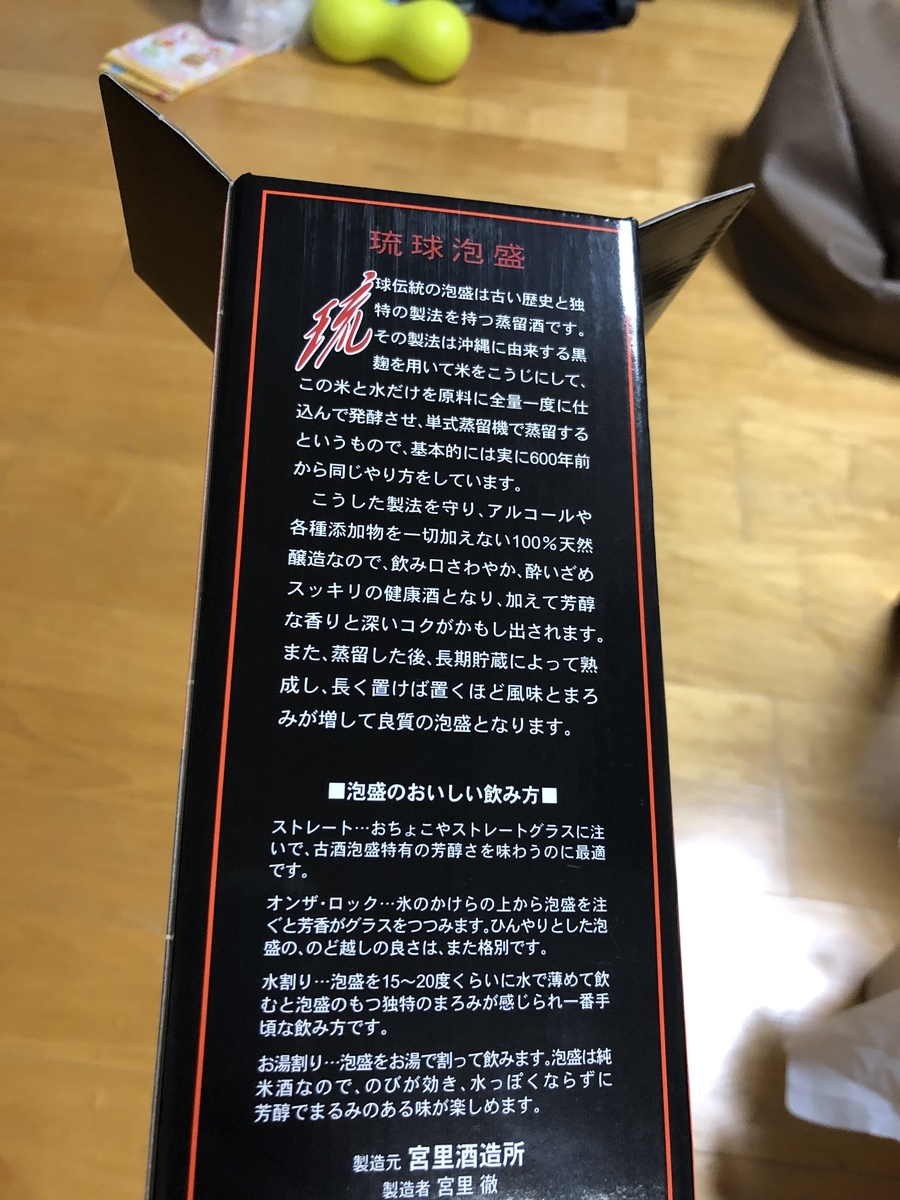 琉球泡盛
琉球伝統の泡盛は古い歴史と独
特の製法を持つ蒸留酒です。
その製法は沖縄に由来する黒
麹を用いて米をこうじにして、
この米と水だけを原料に全量一度に仕
込んで発酵させ、単式蒸留機で蒸留する
というもので、基本的には実に600年前
から同じやり方をしています。
こうした製法を守り、アルコールや
各種添加物を一切加えない100%天然
醸造なので、飲み口さわやか、酔いざめ
スッキリの健康酒となり、加えて芳醇
な香りと深いコクがかもし出されます。
また、蒸留した後、長期貯蔵によって熟
成し、長く置けば置くほど風味とまろ
みが増して良質の泡盛となります。
■泡盛のおいしい飲み方■
ストレート…おちょこやストレートグラスに注
いで、古酒泡盛特有の芳醇さを味わうのに最適
です。
オンザ・ロック…氷のかけらの上から泡盛を注
ぐと芳香がグラスをつつみます。ひんやりとした泡
盛の、のど越しの良さは、また格別です。
水割り…泡盛を15〜20度くらいに水で薄めて飲
むと泡盛のもつ独特のまろみが感じられ一番手
頃な飲み方です。
お湯割り…泡盛をお湯で割って飲みます。泡盛は純
米酒なので、のびが効き、水っぽくならずに
芳醇でまるみのある味が楽しめます。
製造元 宮里酒造所
製造者 宮里 徹